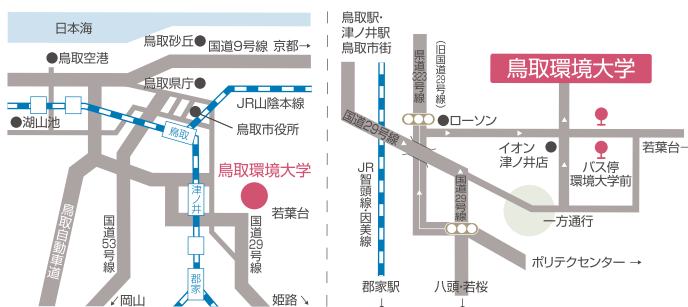 日本海
鳥取砂丘
国道9号線 京都→
鳥取空港
鳥取県庁
JR山陰本線
湖山池
鳥取
鳥取市役所
鳥取環境大学
津ノ井
若葉台
鳥取自動車道
国道53号線
国道29号線
郡家
↙岡山
姫路↘
鳥取駅・
津ノ井駅
鳥取市街
県道323号線
(旧国道29号線)
鳥取環境大学
ローソン
国道29号線
イオン
津ノ井店
バス停
環境大学前
若葉台→
JR
智頭線・因美線
国道29号線
一方通行
ポリテクセンター→
郡家駅
↓
八頭・若桜
↓